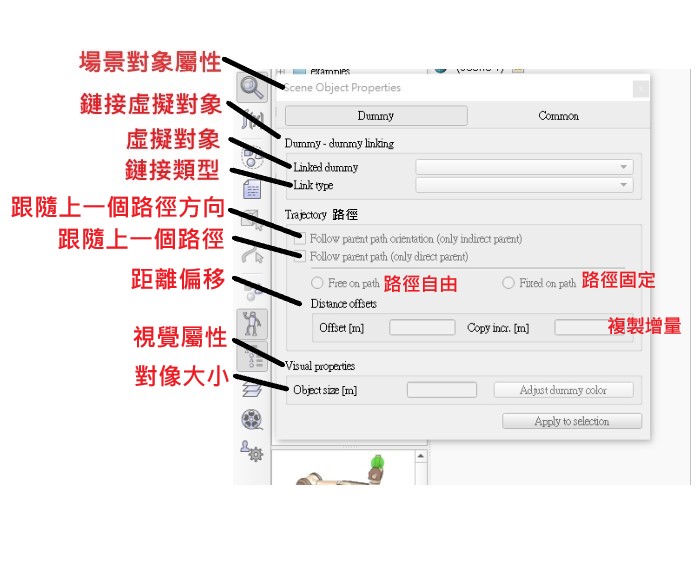 場景對象屬性
examples
(scene 1)
Scene Object Properties
鏈接虛擬對象
Dummy
Common
虛擬對象
Dummy - dummy linking
鏈接類型
Linked dummy
Link type
跟隨上一個路徑方向
Trajectory 路徑
跟隨上一個路徑
Follow parent path orientation (only indirect parent)
Follow parent path (only direct parent)
距離偏移
Free on path 路徑自由
Fixed on path 路徑固定
Distance offsets
視覺屬性
Offset [m]
Copy incr. [m]
複製增量
對像大小
Visual properties
Object size [m]
Adjust dummy color
Apply to selection